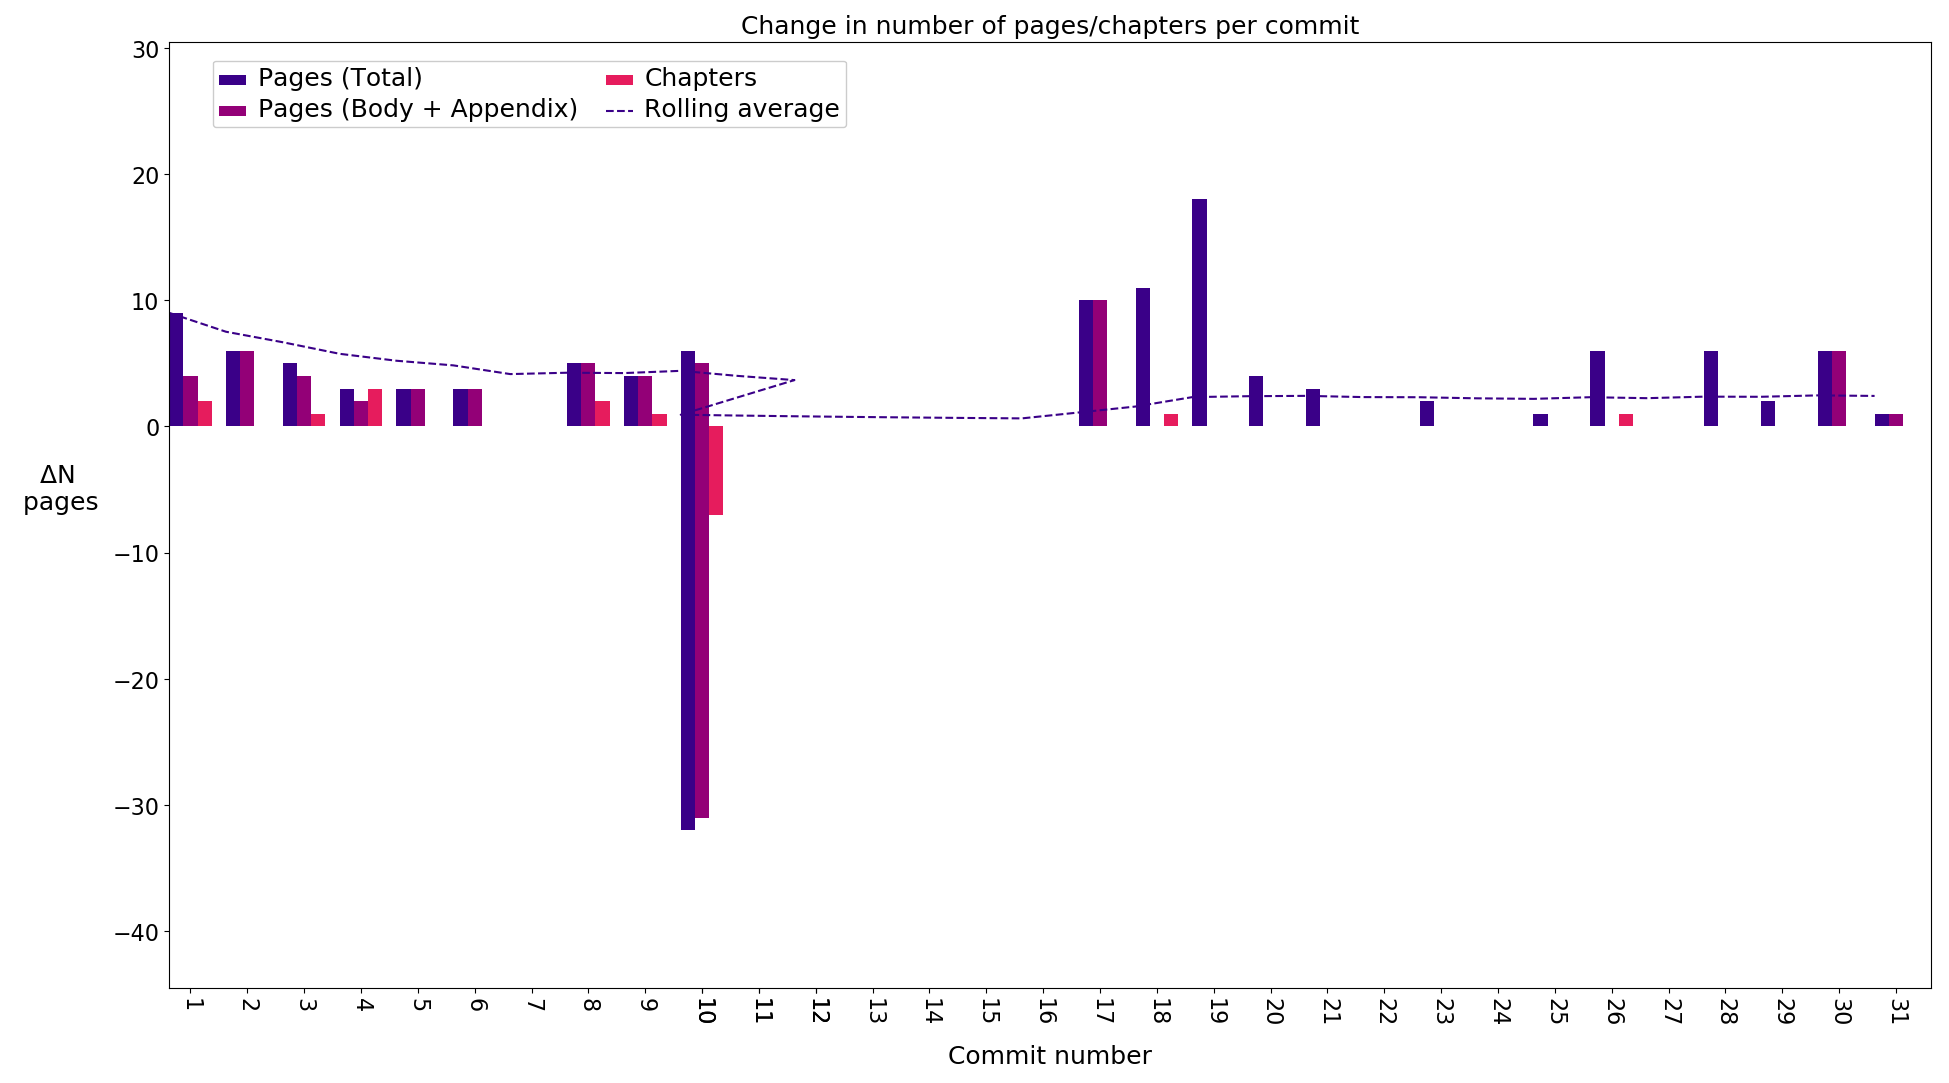 Change in number of pages/chapters per commit
30
20
10
0
−10
−20
−30
−40
Pages (Total)
Pages (Body + Appendix)
Chapters
Rolling average
ΔN
pages
1 2 3 4 5 6 7 8 9 10 11 12 13 14 15 16 17 18 19 20 21 22 23 24 25 26 27 28 29 30 31
Commit number